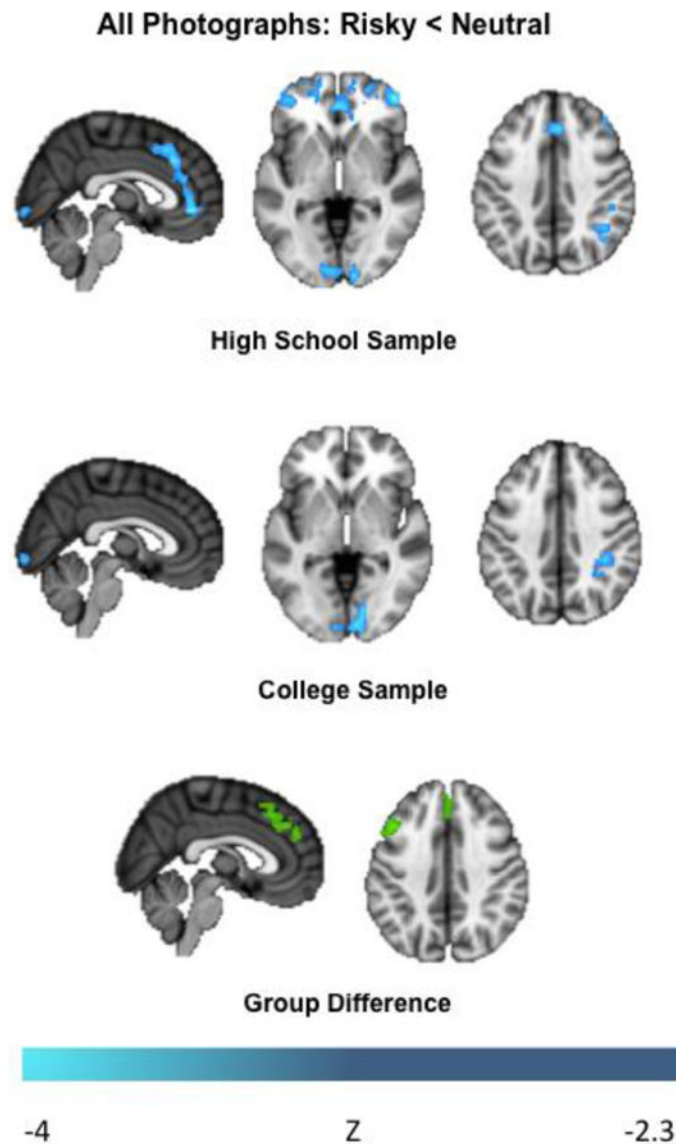 All Photographs: Risky < Neutral
High School Sample
College Sample
Group Difference
-4 Z -2.3